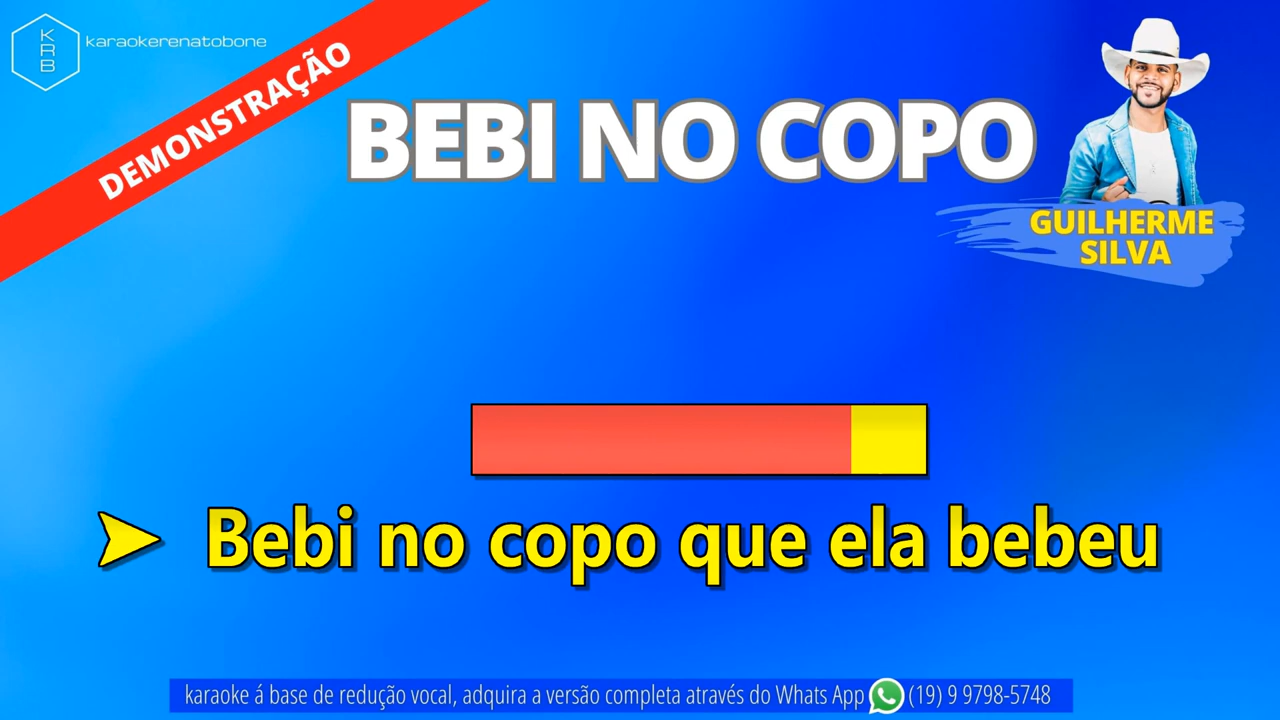 KRB
karaokerenatobone
DEMONSTRAÇÃO
BEBI NO COPO
GUILHERME
SILVA
➤ Bebi no copo que ela bebeu
karaoke á base de redução vocal, adquira a versão completa através do Whats App (19) 9 9798-5748